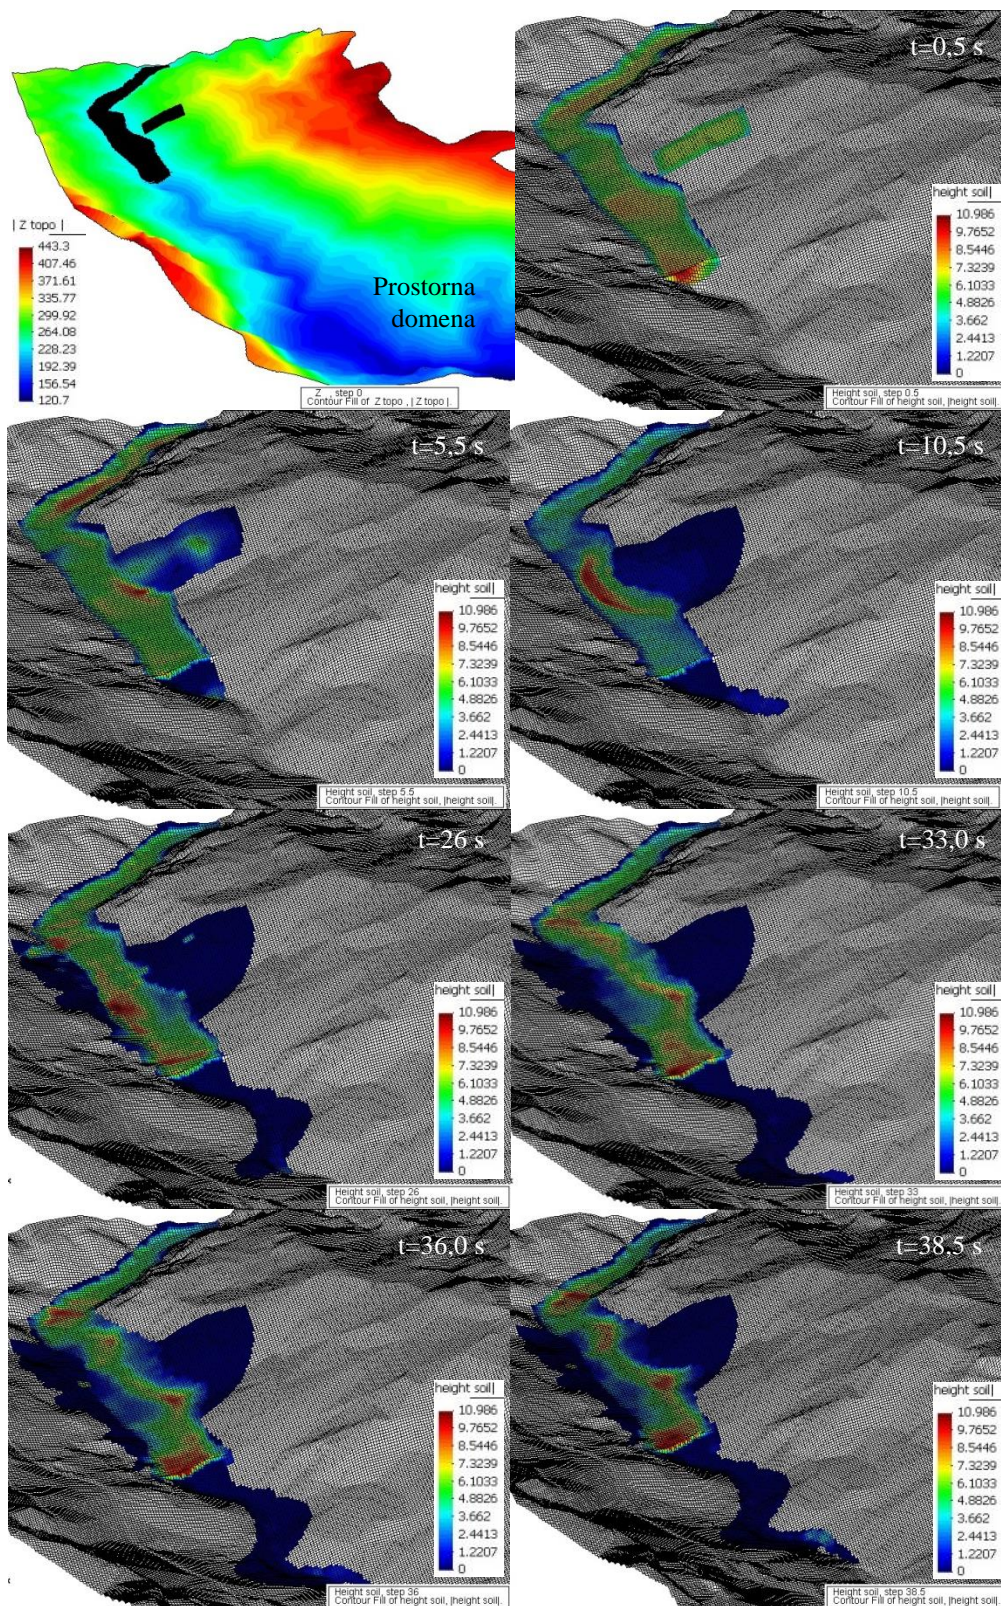 | Z topo |
443.3
407.46
371.61
335.77
299.92
264.08
228.23
192.39
156.54
120.7
Prostorna
domena
Z , step 0
Contour Fill of Z topo , | Z topo |.
t=0,5 s
height soil|
10.986
9.7652
8.5446
7.3239
6.1033
4.8826
3.662
2.4413
1.2207
0
Height soil, step 0.5
Contour Fill of height soil, |height soil|.
t=5,5 s
height soil|
10.986
9.7652
8.5446
7.3239
6.1033
4.8826
3.662
2.4413
1.2207
0
Height soil, step 5.5
Contour Fill of height soil, |height soil|.
t=10,5 s
height soil|
10.986
9.7652
8.5446
7.3239
6.1033
4.8826
3.662
2.4413
1.2207
0
Height soil, step 10.5
Contour Fill of height soil, |height soil|.
t=26 s
height soil|
10.986
9.7652
8.5446
7.3239
6.1033
4.8826
3.662
2.4413
1.2207
0
Height soil, step 26
Contour Fill of height soil, |height soil|.
t=33,0 s
height soil|
10.986
9.7652
8.5446
7.3239
6.1033
4.8826
3.662
2.4413
1.2207
0
Height soil, step 33
Contour Fill of height soil, |height soil|.
t=36,0 s
height soil|
10.986
9.7652
8.5446
7.3239
6.1033
4.8826
3.662
2.4413
1.2207
0
Height soil, step 36
Contour Fill of height soil, |height soil|.
t=38,5 s
height soil|
10.986
9.7652
8.5446
7.3239
6.1033
4.8826
3.662
2.4413
1.2207
0
Height soil, step 38.5
Contour Fill of height soil, |height soil|.